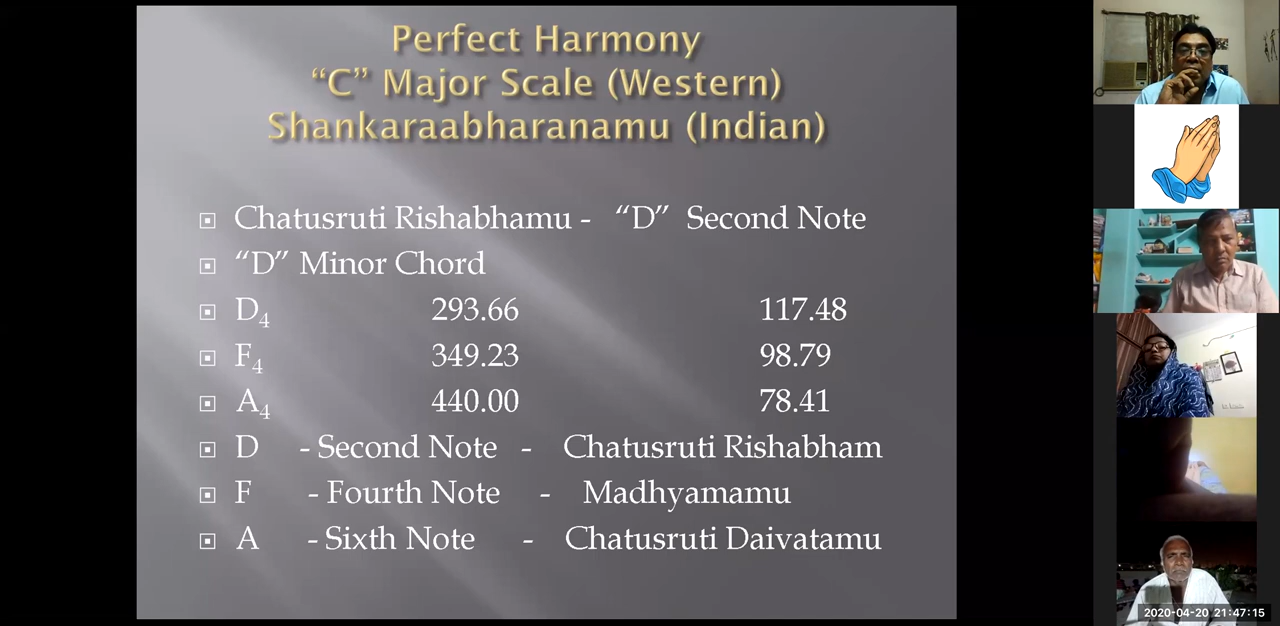 Perfect Harmony
“C” Major Scale (Western)
Shankaraabharanamu (Indian)
Chatusruti Rishabhamu - “D” Second Note
“D” Minor Chord
D₄ 293.66 117.48
F₄ 349.23 98.79
A₄ 440.00 78.41
D - Second Note - Chatusruti Rishabham
F - Fourth Note - Madhyamamu
A - Sixth Note - Chatusruti Daivatamu
2020-04-20 21:47:15